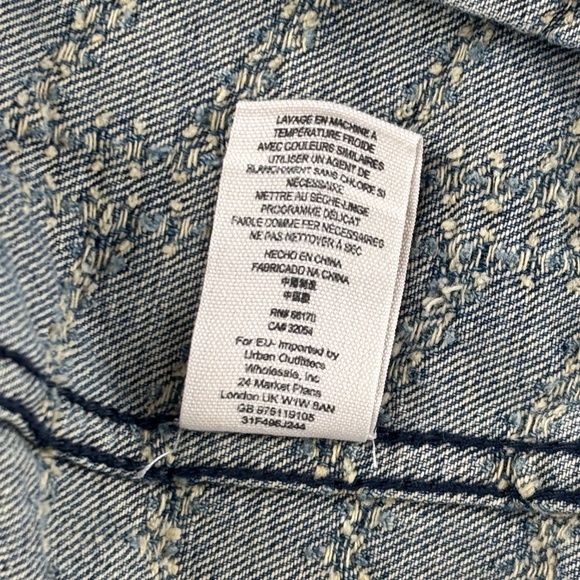 LAVAGE EN MACHINE À
TEMPÉRATURE FROIDE
AVEC COULEURS SIMILAIRES
UTILISER UN AGENT DE
BLANCHIMENT SANS CHLORE SI
NÉCESSAIRE
METTRE AU SÈCHE-LINGE
PROGRAMME DÉLICAT
FAIBLE DOMME FER NÉCESSAIRES
NE PAS NETTOYER À SEC
HECHO EN CHINA
FABRICADO NA CHINA
中國制造
中国製
RN# 66170
CA# 32054
For EU- Imported by
Urban Outfitters
Wholesale, Inc
24 Market Place
London UK W1W 8AN
GB 975119105
31F496J244